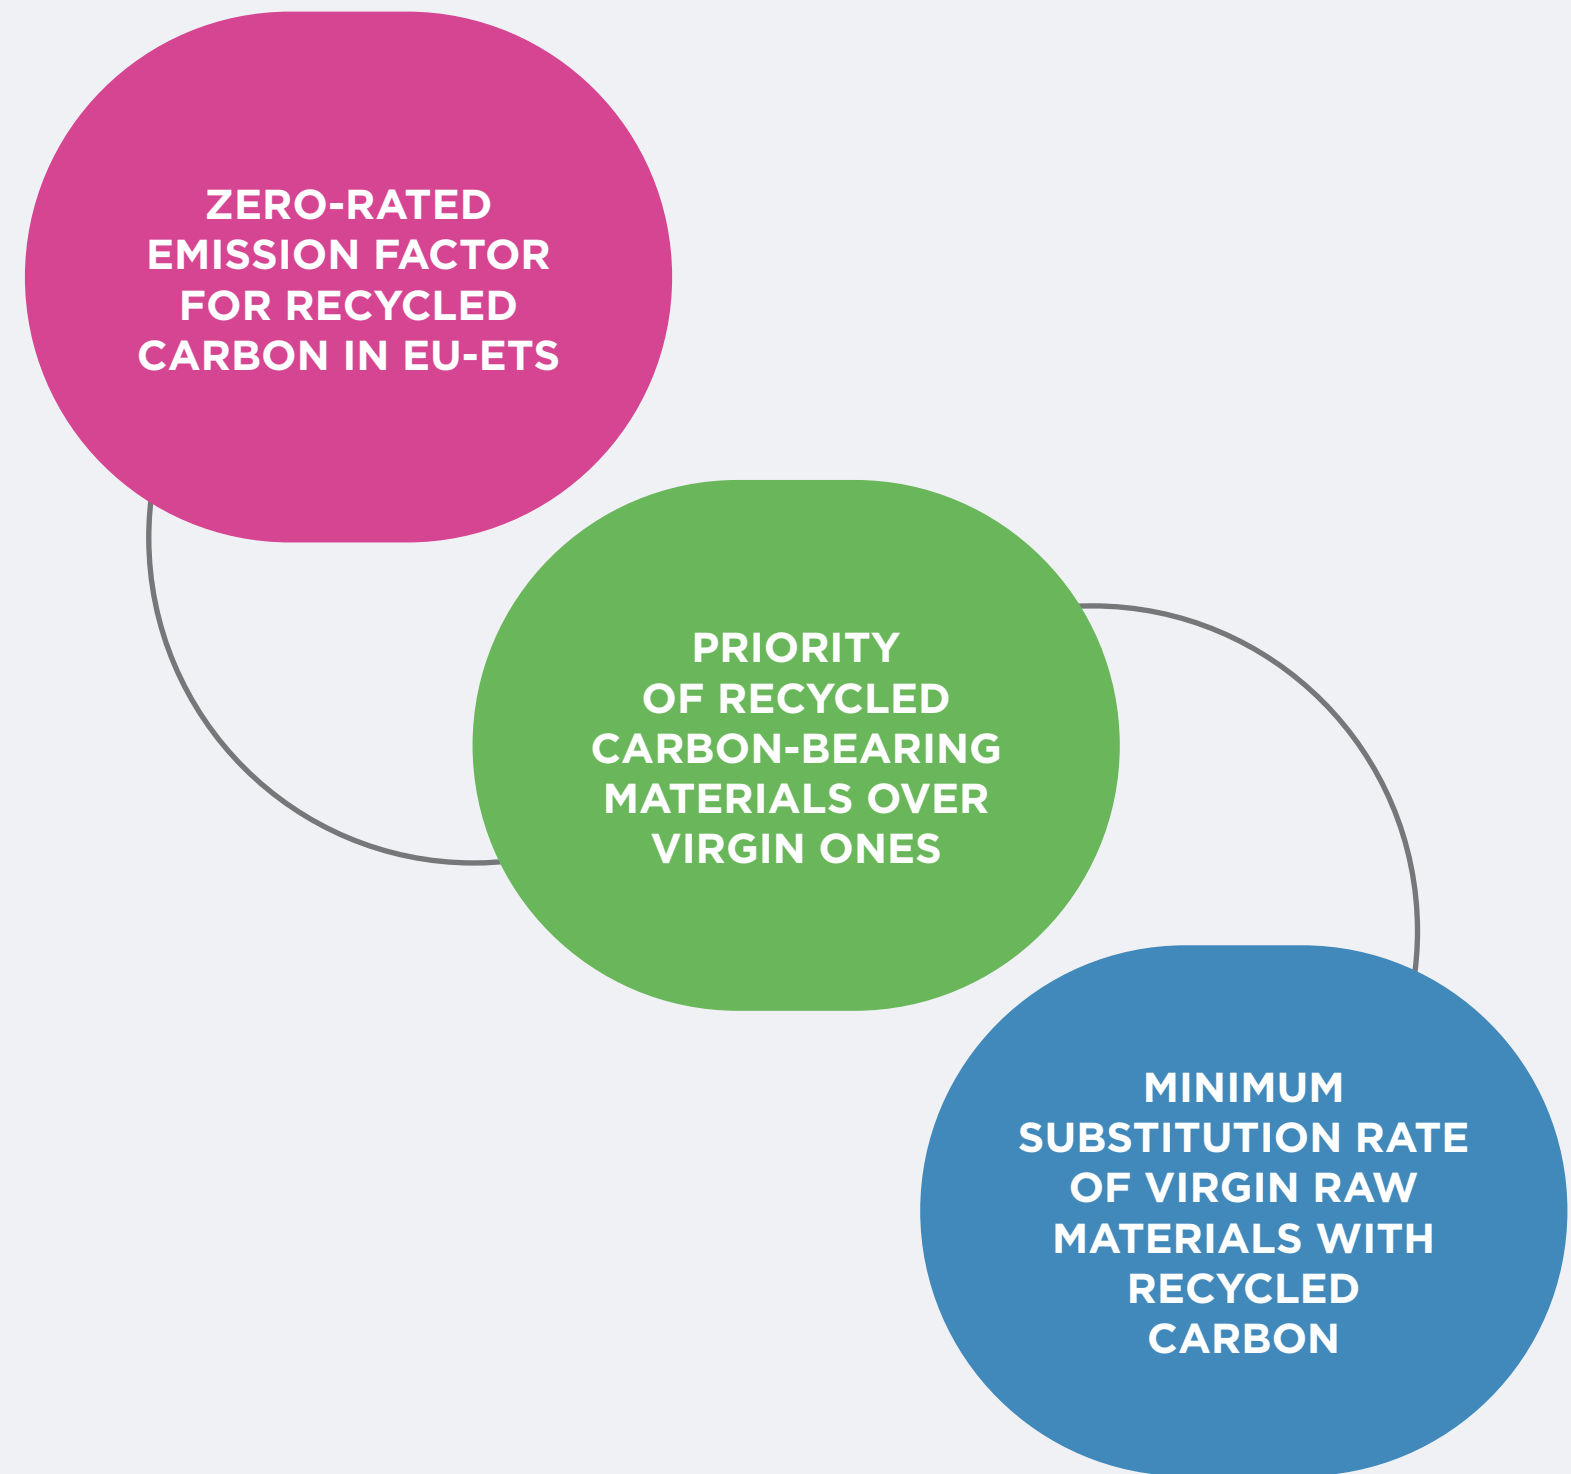 ZERO-RATED
EMISSION FACTOR
FOR RECYCLED
CARBON IN EU-ETS
PRIORITY
OF RECYCLED
CARBON-BEARING
MATERIALS OVER
VIRGIN ONES
MINIMUM
SUBSTITUTION RATE
OF VIRGIN RAW
MATERIALS WITH
RECYCLED
CARBON